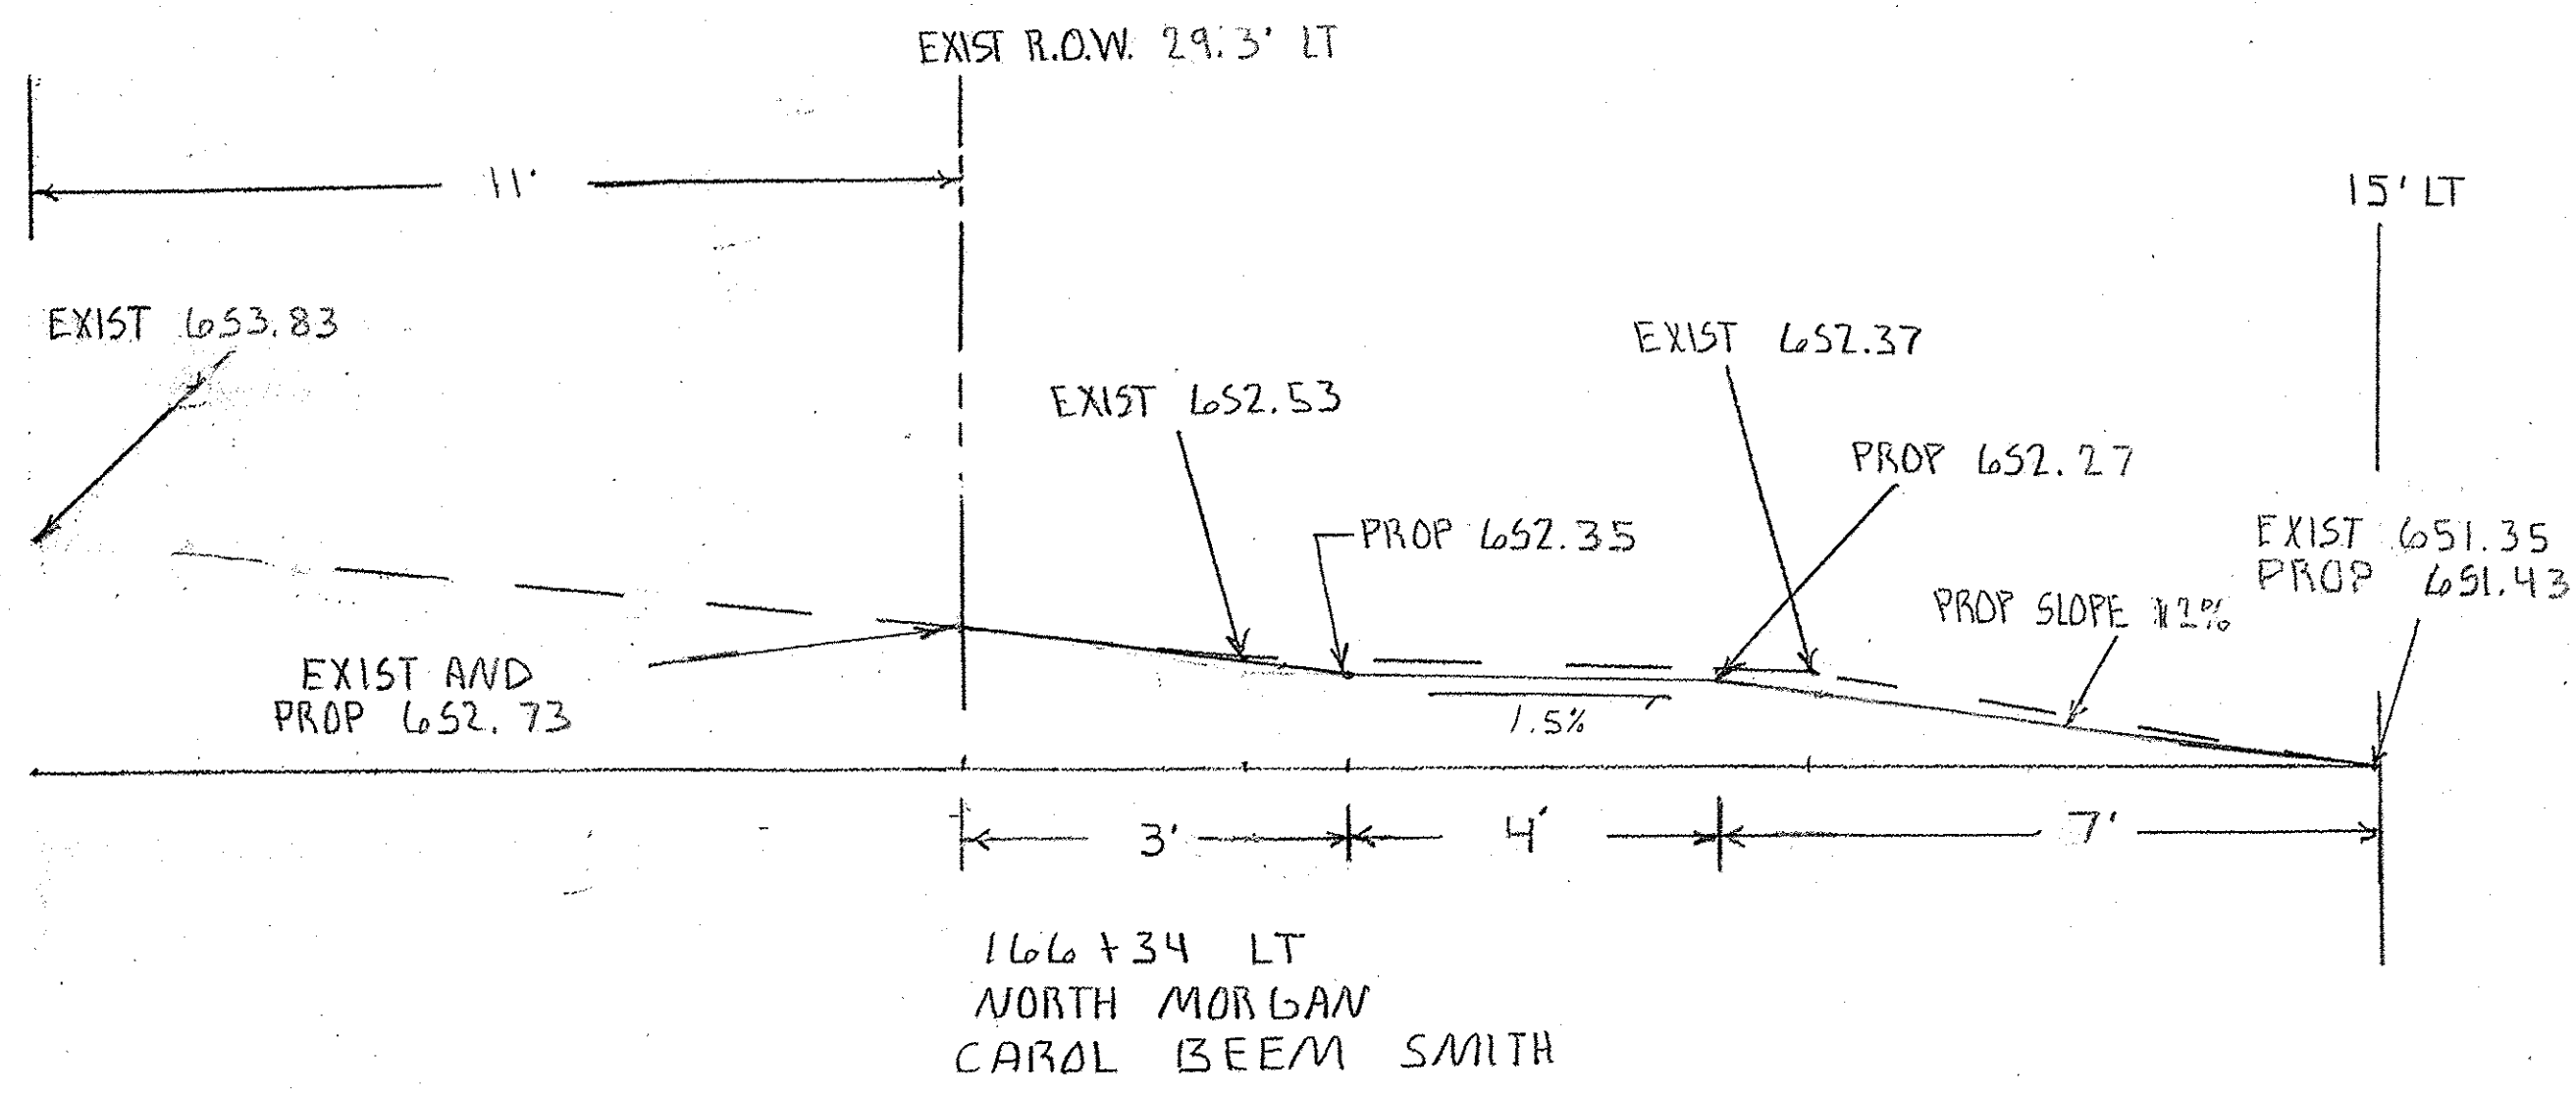 EXIST R.O.W. 29.3' LT
11'
15' LT
EXIST 653.83
EXIST 652.37
EXIST 652.53
PROP 652.27
PROP 652.35
EXIST 651.35
PROP 651.43
PROP SLOPE 12%
EXIST AND
PROP 652.73
1.5%
3'
4'
7'
166+34 LT
NORTH MORGAN
CAROL BEEM SMITH